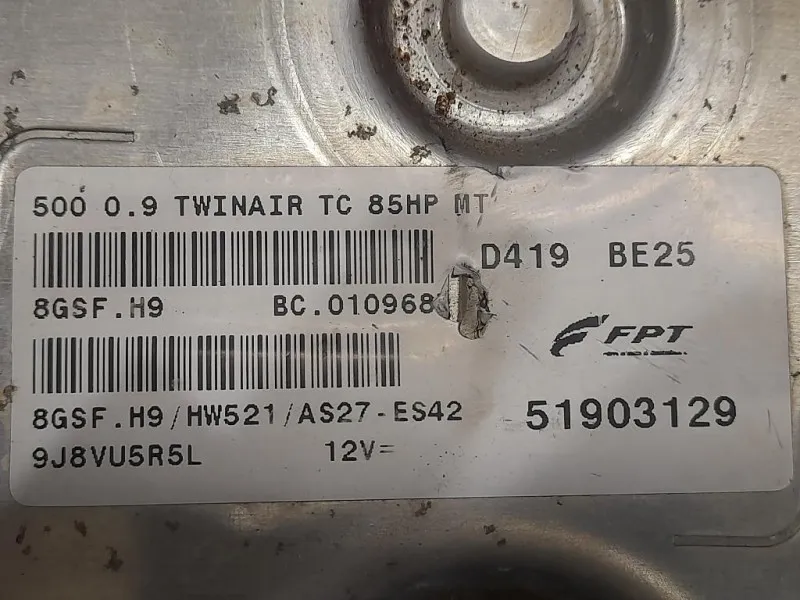 500 0.9 TWINAIR TC 85HP MT
D419 BE25
8GSF.H9 BC.010968
FPT
8GSF.H9/HW521/AS27-ES42
51903129
9J8VU5R5L 12V=